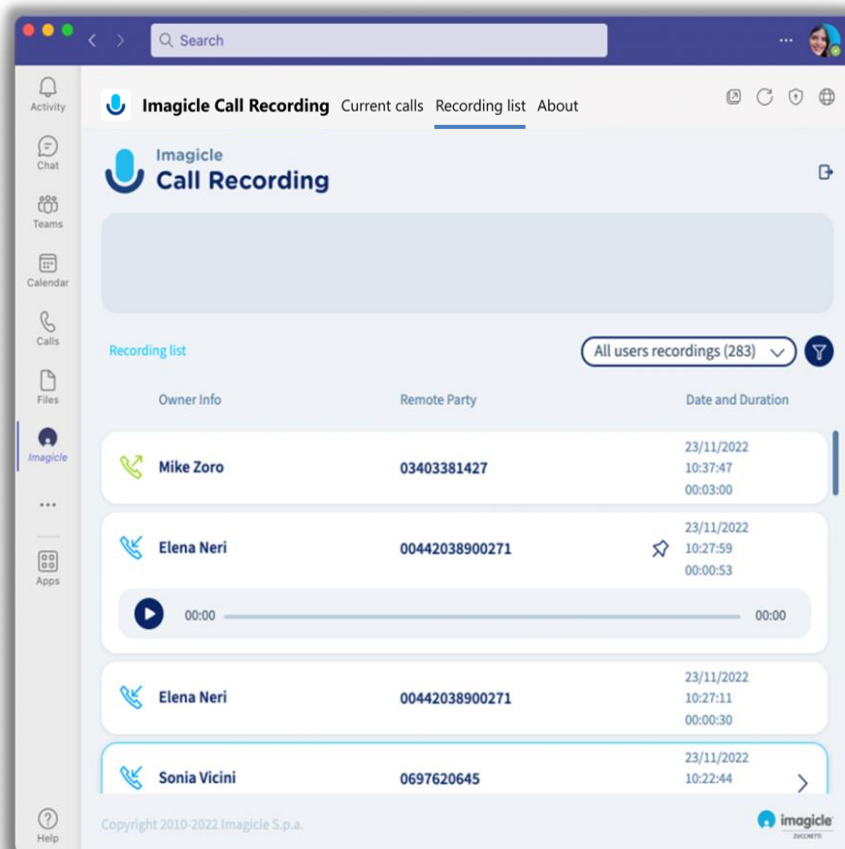 Search
...
Activity
Chat
Teams
Calendar
Calls
Files
Imagicle
...
Apps
Help
Imagicle Call Recording Current calls Recording list About
Imagicle
Call Recording
Recording list
All users recordings (283)
Owner Info Remote Party Date and Duration
Mike Zoro 03403381427
23/11/2022
10:37:47
00:03:00
Elena Neri 00442038900271
23/11/2022
10:27:59
00:00:53
00:00 00:00
Elena Neri 00442038900271
23/11/2022
10:27:11
00:00:30
Sonia Vicini 0697620645
23/11/2022
10:22:44
Copyright 2010-2022 Imagicle S.p.a.
imagicle
ZUCCHETTI